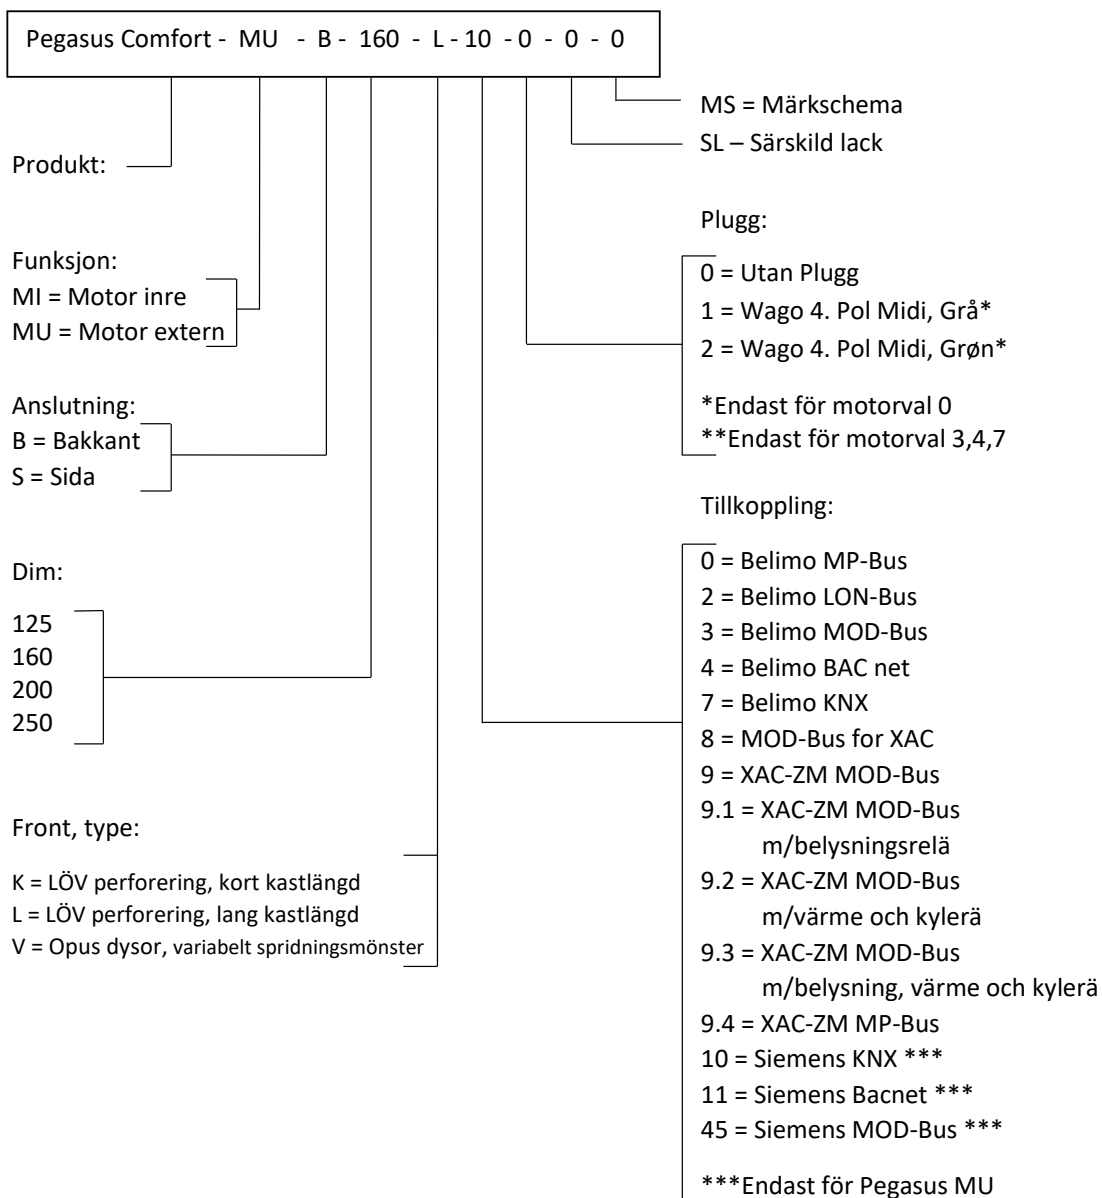 Pegasus Comfort - MU - B - 160 - L - 10 - 0 - 0 - 0
MS = Märkschema
SL – Särskild lack
Produkt:
Funksjon:
MI = Motor inre
MU = Motor extern
Anslutning:
B = Bakkant
S = Sida
Dim:
125
160
200
250
Front, type:
K = LÖV perforering, kort kastlängd
L = LÖV perforering, lang kastlängd
V = Opus dysor, variabelt spridningsmönster
Plugg:
0 = Utan Plugg
1 = Wago 4. Pol Midi, Grå*
2 = Wago 4. Pol Midi, Grøn*
*Endast för motorval 0
**Endast för motorval 3,4,7
Tillkoppling:
0 = Belimo MP-Bus
2 = Belimo LON-Bus
3 = Belimo MOD-Bus
4 = Belimo BAC net
7 = Belimo KNX
8 = MOD-Bus for XAC
9 = XAC-ZM MOD-Bus
9.1 = XAC-ZM MOD-Bus
m/belysningsrelä
9.2 = XAC-ZM MOD-Bus
m/värme och kylerä
9.3 = XAC-ZM MOD-Bus
m/belysning, värme och kylerä
9.4 = XAC-ZM MP-Bus
10 = Siemens KNX ***
11 = Siemens Bacnet ***
45 = Siemens MOD-Bus ***
***Endast för Pegasus MU